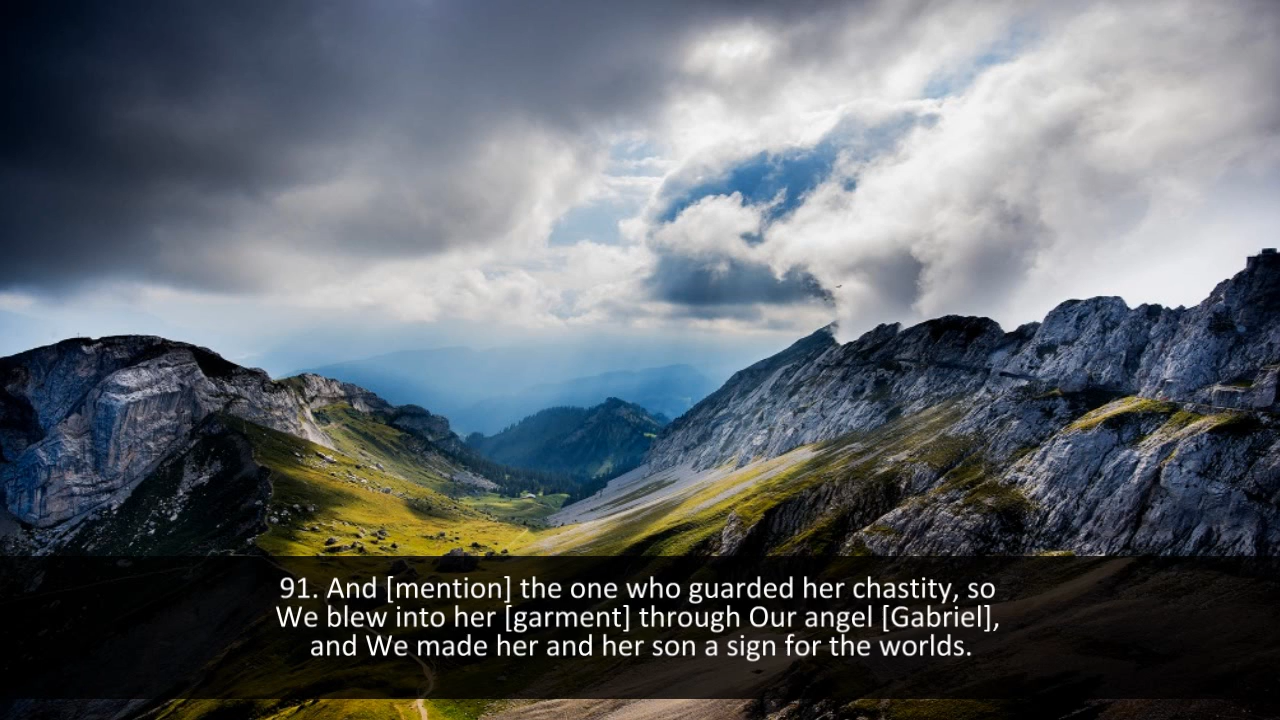 91. And [mention] the one who guarded her chastity, so
We blew into her [garment] through Our angel [Gabriel],
and We made her and her son a sign for the worlds.